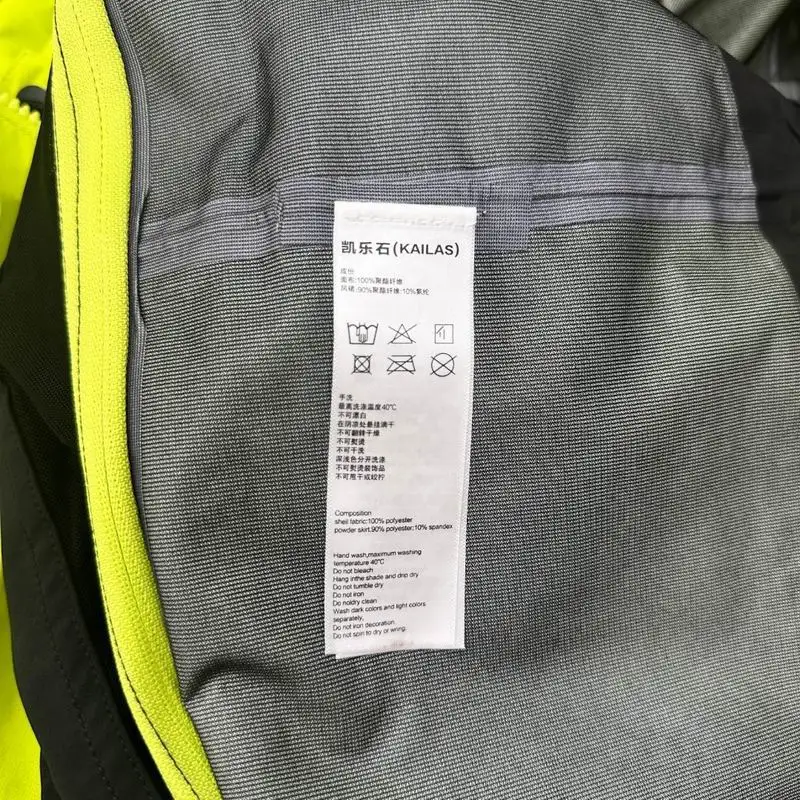 凯乐石(KAILAS)
成份
面布:100%聚酯纤维
风裙:90%聚酯纤维:10%氨纶
手洗
最高洗涤温度40℃
不可漂白
在阴凉处悬挂滴干
不可翻转干燥
不可熨烫
不可干洗
深浅色分开洗涤
不可熨烫装饰品
不可甩干或绞拧
Composition
shell fabric:100% polyester
powder skirt.90% polyester;10% spandex
Hand wash,maximum washing
temperature 40℃
Do not bleach
Hang inthe shade and drip dry
Do not tumble dry
Do not iron
Do noldry clean
Wash dark colors and light colors
separately,
Do not iron decoration.
Do not spin to dry or wring.